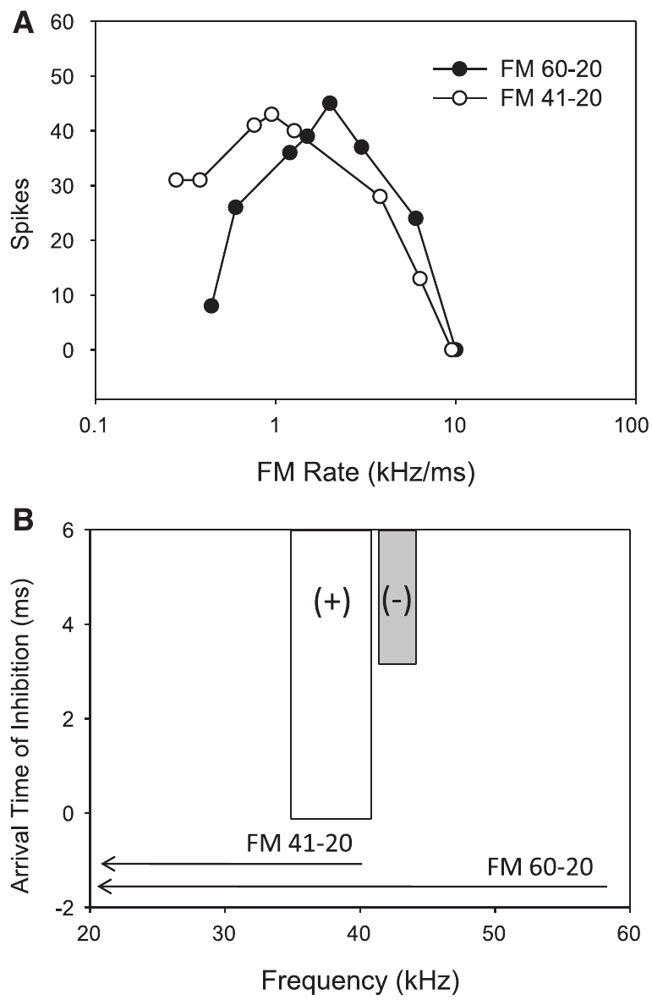 A
60
50
40
30
20
10
0
Spikes
FM 60-20
FM 41-20
0.1 1 10 100
FM Rate (kHz/ms)
B
6
4
2
0
-2
Arrival Time of Inhibition (ms)
(+) (-)
FM 41-20
FM 60-20
20 30 40 50 60
Frequency (kHz)